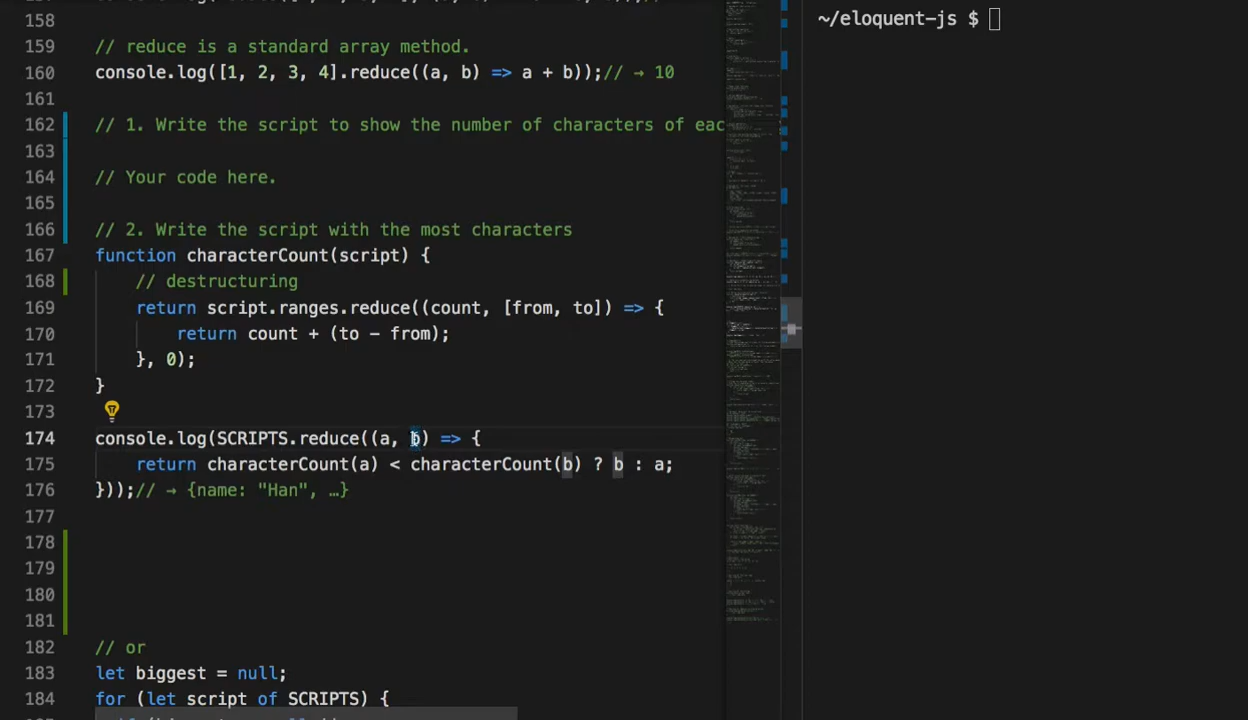 158
159 // reduce is a standard array method.
160 console.log([1, 2, 3, 4].reduce((a, b) => a + b));// → 10
161
162 // 1. Write the script to show the number of characters of eac
163
164 // Your code here.
165
166 // 2. Write the script with the most characters
167 function characterCount(script) {
168 // destructuring
169 return script.ranges.reduce((count, [from, to]) => {
170 return count + (to - from);
171 }, 0);
172 }
173
174 console.log(SCRIPTS.reduce((a, b) => {
175 return characterCount(a) < characterCount(b) ? b : a;
176 }));// → {name: "Han", …}
177
178
179
180
181
182 // or
183 let biggest = null;
184 for (let script of SCRIPTS) {
~/eloquent-js $